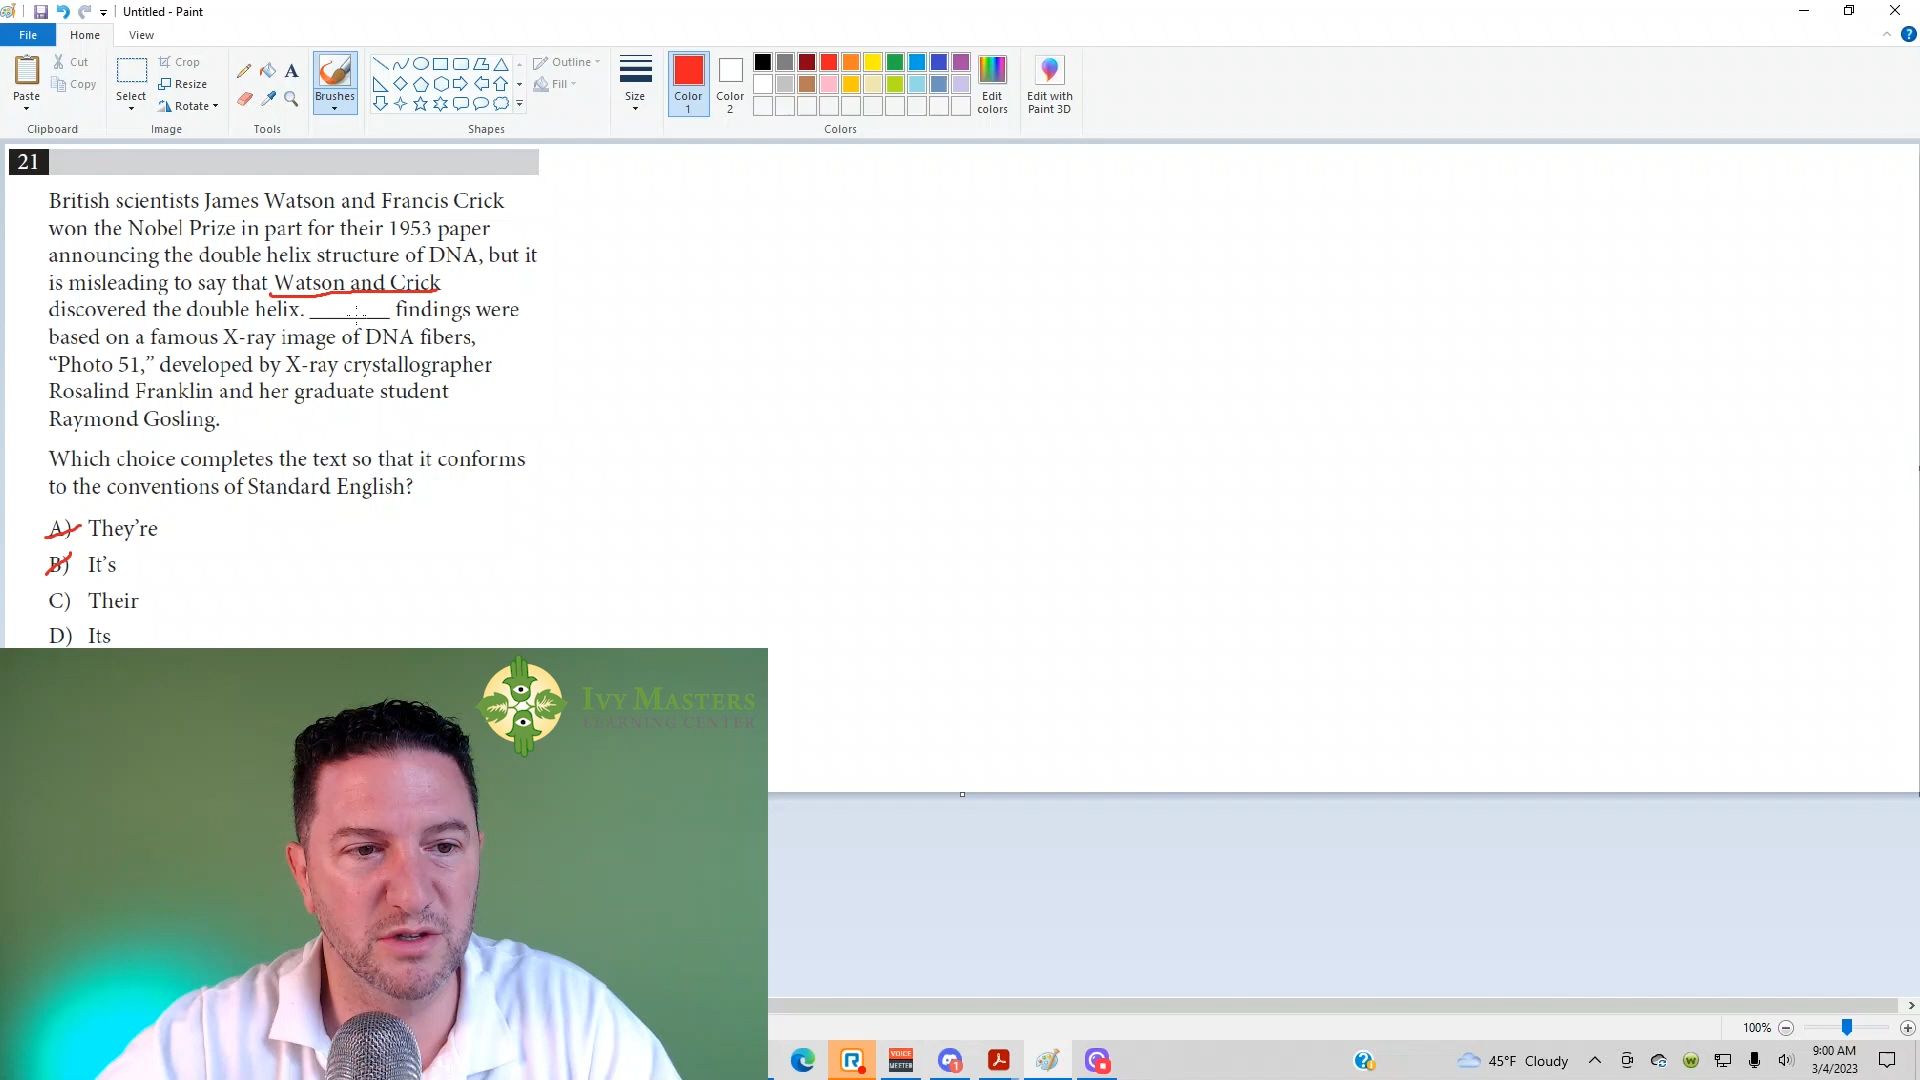 Untitled - Paint
File Home View
Paste
Cut
Copy
Clipboard
Select
Crop
Resize
Rotate
Image
A
Tools
Brushes
Shapes
Outline
Fill
Size
Color 1
Color 2
Edit colors
Colors
Edit with Paint 3D
21
British scientists James Watson and Francis Crick
won the Nobel Prize in part for their 1953 paper
announcing the double helix structure of DNA, but it
is misleading to say that Watson and Crick
discovered the double helix. ________ findings were
based on a famous X-ray image of DNA fibers,
“Photo 51,” developed by X-ray crystallographer
Rosalind Franklin and her graduate student
Raymond Gosling.
Which choice completes the text so that it conforms
to the conventions of Standard English?
A) They’re
B) It’s
C) Their
D) Its
IVY MASTERS
LEARNING CENTER
100%
VOICE
MEETER
45°F Cloudy
9:00 AM
3/4/2023